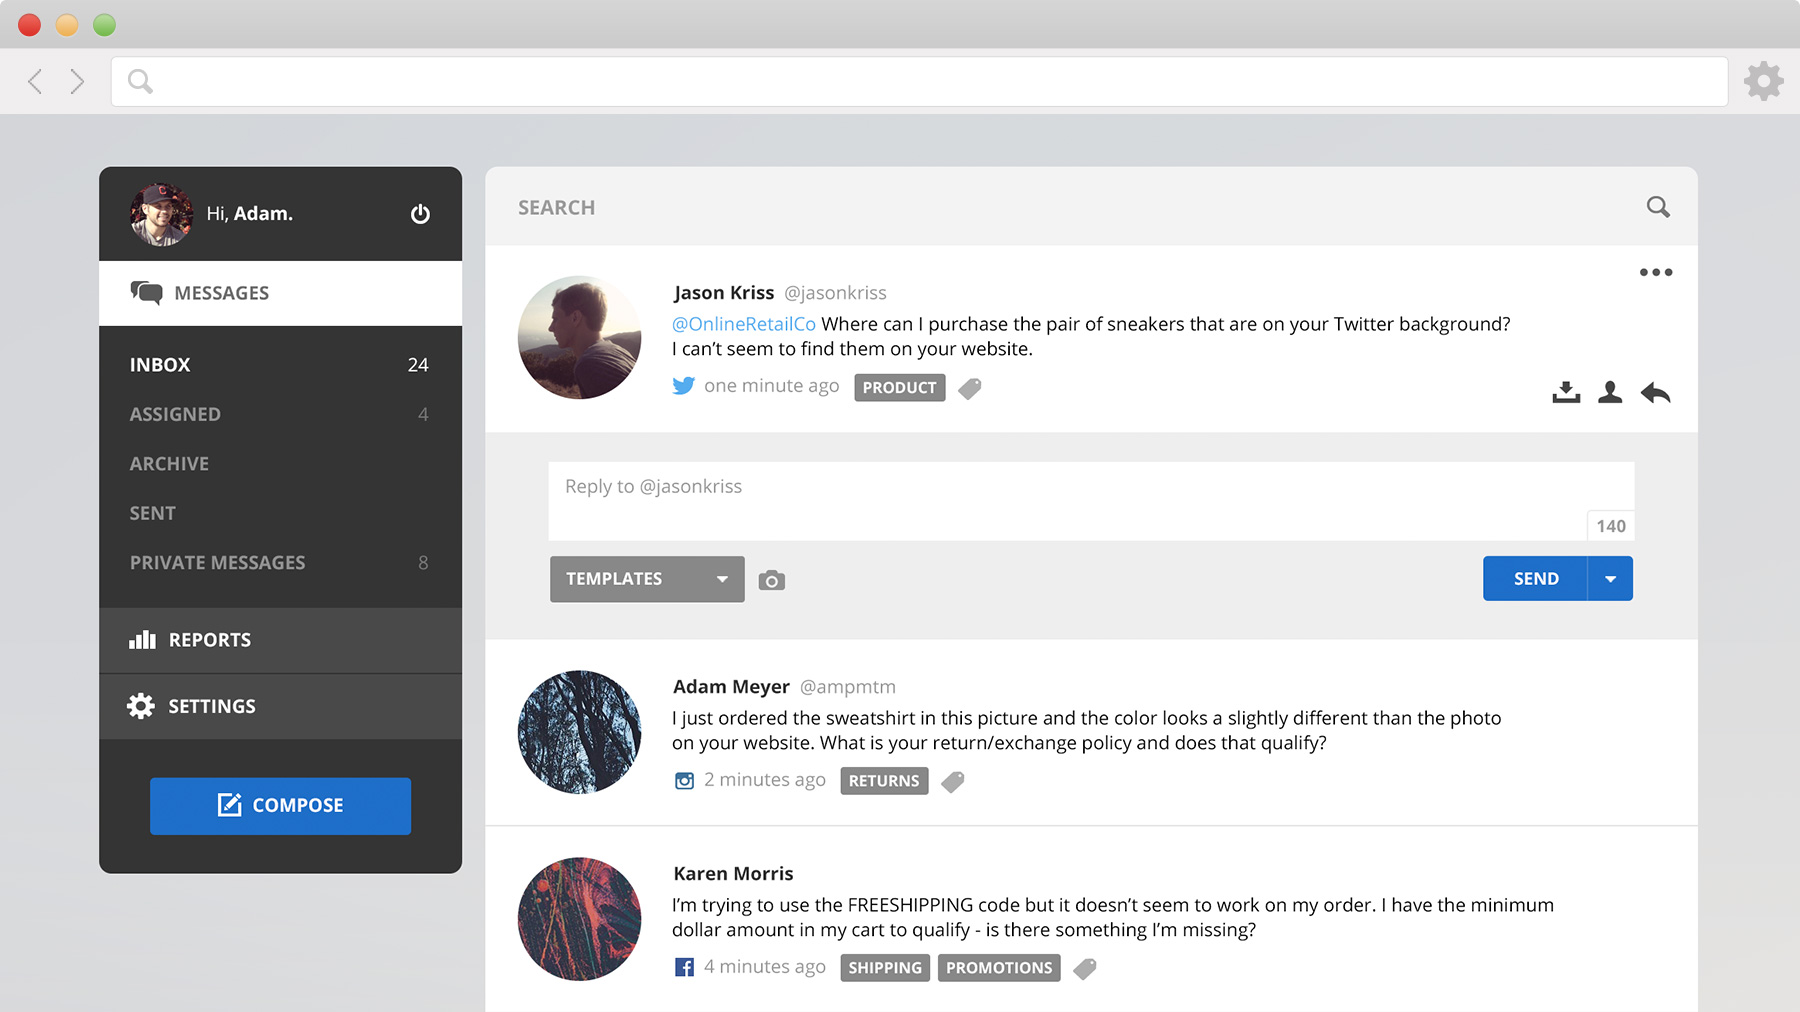 Hi, Adam.
MESSAGES
INBOX 24
ASSIGNED 4
ARCHIVE
SENT
PRIVATE MESSAGES 8
REPORTS
SETTINGS
COMPOSE
SEARCH
Jason Kriss @jasonkriss
@OnlineRetailCo Where can I purchase the pair of sneakers that are on your Twitter background?
I can’t seem to find them on your website.
one minute ago PRODUCT
Reply to @jasonkriss
140
TEMPLATES
SEND
Adam Meyer @ampmtm
I just ordered the sweatshirt in this picture and the color looks a slightly different than the photo
on your website. What is your return/exchange policy and does that qualify?
2 minutes ago RETURNS
Karen Morris
I’m trying to use the FREESHIPPING code but it doesn’t seem to work on my order. I have the minimum
dollar amount in my cart to qualify - is there something I’m missing?
4 minutes ago SHIPPING PROMOTIONS